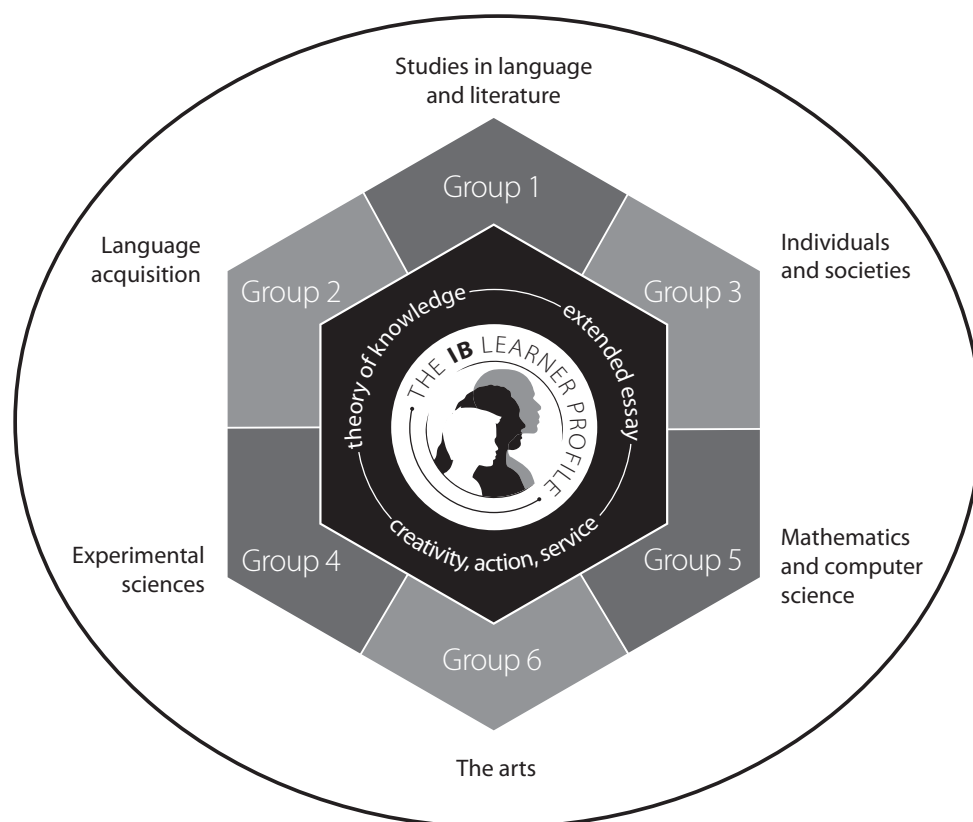 Studies in language
and literature
Group 1
Language
acquisition
Individuals
and societies
Group 2
Group 3
theory of knowledge
extended essay
THE IB LEARNER PROFILE
creativity, action, service
Experimental
sciences
Group 4
Group 5
Mathematics
and computer
science
Group 6
The arts